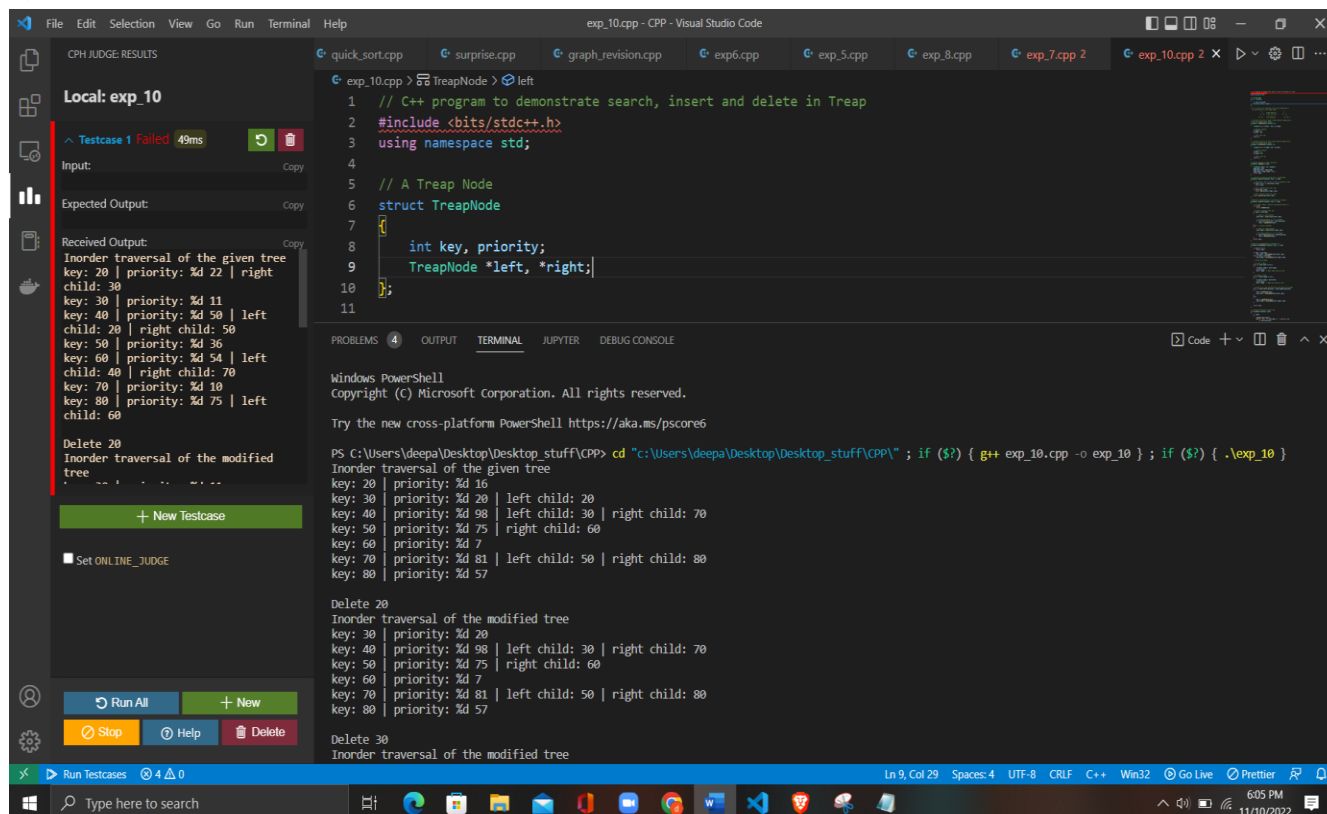 File Edit Selection View Go Run Terminal Help exp_10.cpp - CPP - Visual Studio Code
CPH JUDGE: RESULTS
Local: exp_10
Testcase 1 Failed 49ms
Input: Copy
Expected Output: Copy
Received Output: Copy
Inorder traversal of the given tree
key: 20 | priority: %d 22 | right
child: 30
key: 30 | priority: %d 11
key: 40 | priority: %d 50 | left
child: 20 | right child: 50
key: 50 | priority: %d 36
key: 60 | priority: %d 54 | left
child: 40 | right child: 70
key: 70 | priority: %d 10
key: 80 | priority: %d 75 | left
child: 60
Delete 20
Inorder traversal of the modified
tree
+ New Testcase
Set ONLINE_JUDGE
Run All + New
Stop Help Delete
quick_sort.cpp surprise.cpp graph_revision.cpp exp6.cpp exp_5.cpp exp_8.cpp exp_7.cpp 2 exp_10.cpp 2
exp_10.cpp > TreapNode > left
1 // C++ program to demonstrate search, insert and delete in Treap
2 #include <bits/stdc++.h>
3 using namespace std;
4
5 // A Treap Node
6 struct TreapNode
7 {
8 int key, priority;
9 TreapNode *left, *right;
10 };
11
PROBLEMS 4 OUTPUT TERMINAL JUPYTER DEBUG CONSOLE Code
Windows PowerShell
Copyright (C) Microsoft Corporation. All rights reserved.
Try the new cross-platform PowerShell https://aka.ms/pscore6
PS C:\Users\deepa\Desktop\Desktop_stuff\CPP> cd "c:\Users\deepa\Desktop\Desktop_stuff\CPP\" ; if ($?) { g++ exp_10.cpp -o exp_10 } ; if ($?) { .\exp_10 }
Inorder traversal of the given tree
key: 20 | priority: %d 16
key: 30 | priority: %d 20 | left child: 20
key: 40 | priority: %d 98 | left child: 30 | right child: 70
key: 50 | priority: %d 75 | right child: 60
key: 60 | priority: %d 7
key: 70 | priority: %d 81 | left child: 50 | right child: 80
key: 80 | priority: %d 57
Delete 20
Inorder traversal of the modified tree
key: 30 | priority: %d 20
key: 40 | priority: %d 98 | left child: 30 | right child: 70
key: 50 | priority: %d 75 | right child: 60
key: 60 | priority: %d 7
key: 70 | priority: %d 81 | left child: 50 | right child: 80
key: 80 | priority: %d 57
Delete 30
Inorder traversal of the modified tree
Run Testcases 4 0 Ln 9, Col 29 Spaces: 4 UTF-8 CRLF C++ Win32 Go Live Prettier
Type here to search 6:05 PM
11/10/2022